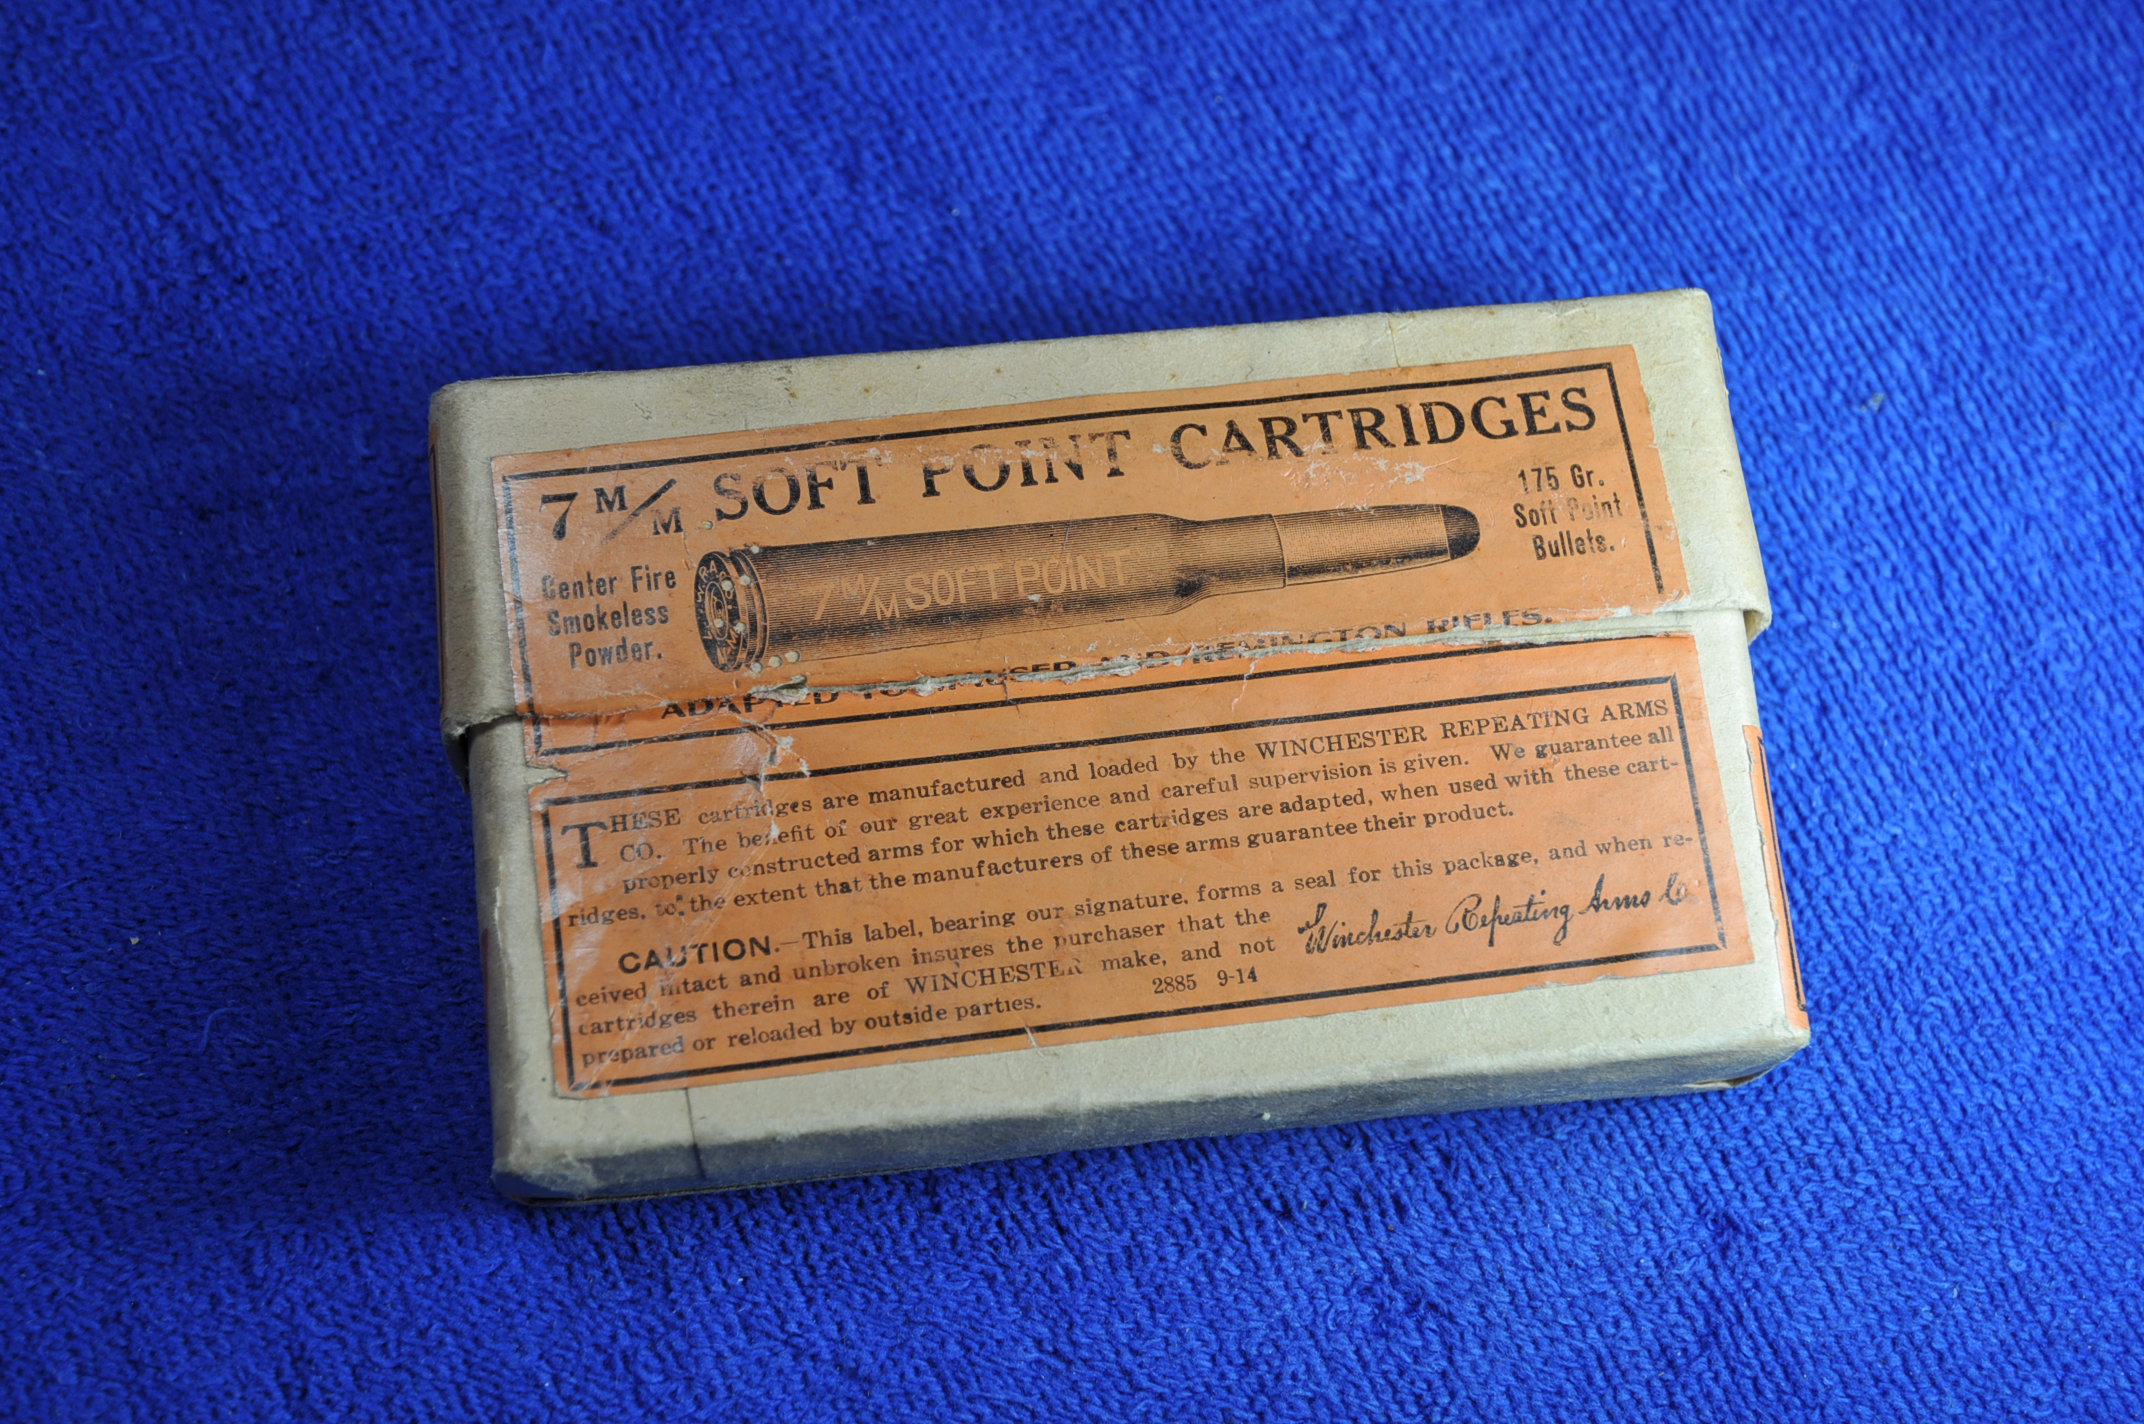 7 M/M SOFT POINT CARTRIDGES
Center Fire
Smokeless
Powder.
7 M/M SOFT POINT
175 Gr.
Soft Point
Bullets.
ADAPTED TO MAUSER AND REMINGTON RIFLES.
THESE cartridges are manufactured and loaded by the WINCHESTER REPEATING ARMS
CO. The benefit of our great experience and careful supervision is given. We guarantee all
properly constructed arms for which these cartridges are adapted, when used with these cart-
ridges, to the extent that the manufacturers of these arms guarantee their product.
CAUTION.—This label, bearing our signature, forms a seal for this package, and when re-
ceived intact and unbroken insures the purchaser that the
cartridges therein are of WINCHESTER make, and not
prepared or reloaded by outside parties.
2885 9-14
Winchester Repeating Arms Co.